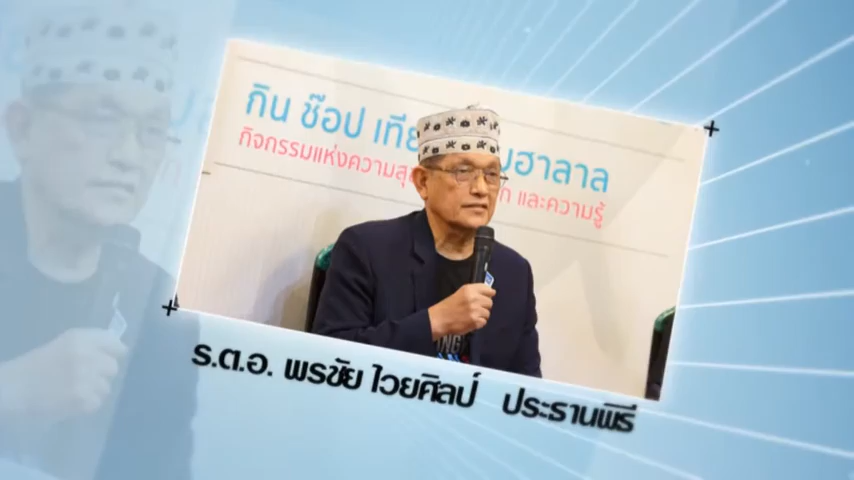 กิน ช๊อป เที ฮาลาล
กิจกรรมแห่งความสุ และความรู้
ING
ร.ต.อ. พรชัย ไวยศิลป์ ประธานพิธี